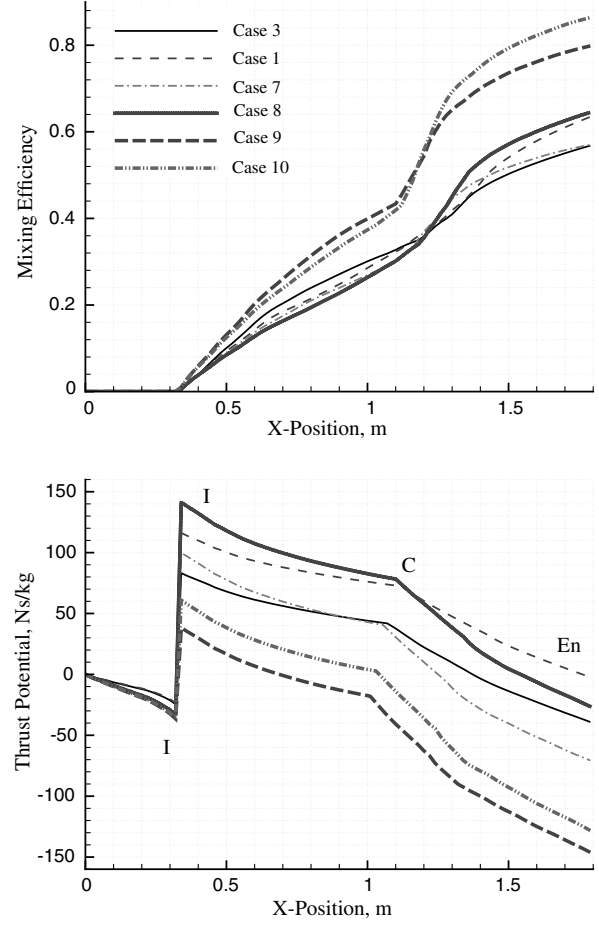 0.8
0.6
0.4
0.2
0
Mixing Efficiency
Case 3
Case 1
Case 7
Case 8
Case 9
Case 10
0 0.5 1 1.5
X-Position, m
150
100
50
0
-50
-100
-150
Thrust Potential, Ns/kg
I
C
En
I
0 0.5 1 1.5
X-Position, m